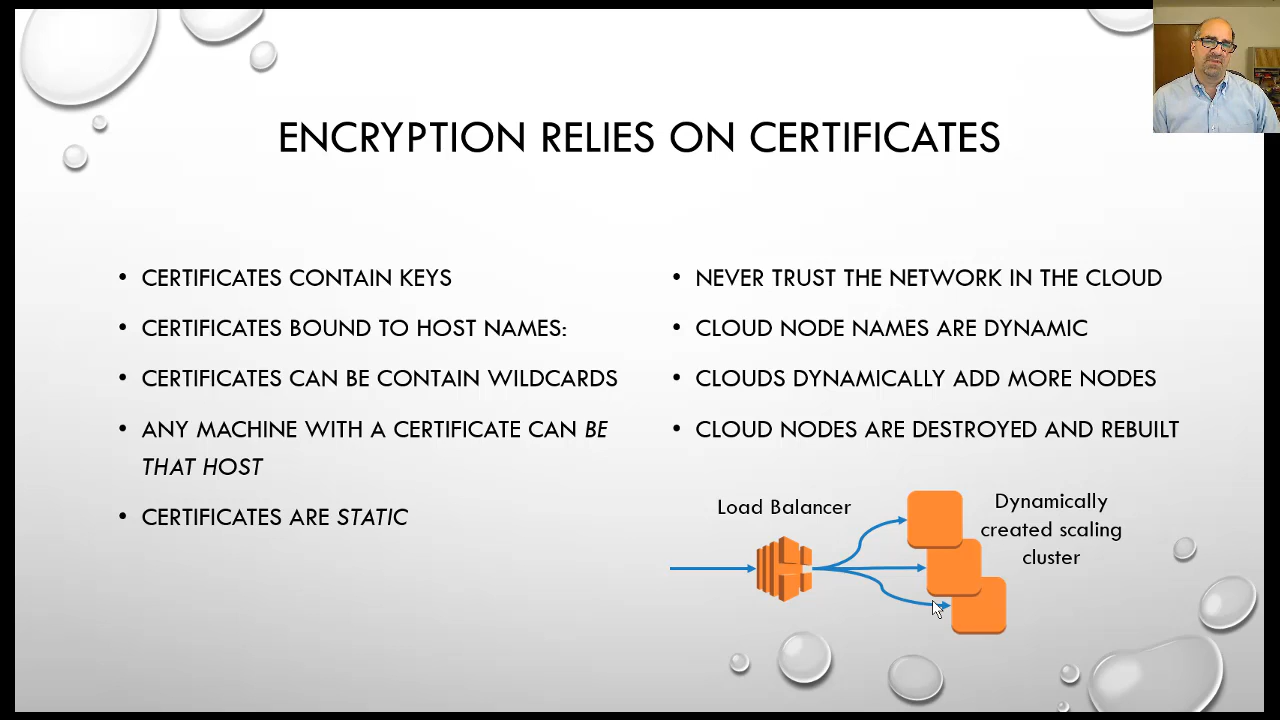 ENCRYPTION RELIES ON CERTIFICATES
• CERTIFICATES CONTAIN KEYS
• CERTIFICATES BOUND TO HOST NAMES:
• CERTIFICATES CAN BE CONTAIN WILDCARDS
• ANY MACHINE WITH A CERTIFICATE CAN BE
THAT HOST
• CERTIFICATES ARE STATIC
• NEVER TRUST THE NETWORK IN THE CLOUD
• CLOUD NODE NAMES ARE DYNAMIC
• CLOUDS DYNAMICALLY ADD MORE NODES
• CLOUD NODES ARE DESTROYED AND REBUILT
Load Balancer
Dynamically
created scaling
cluster